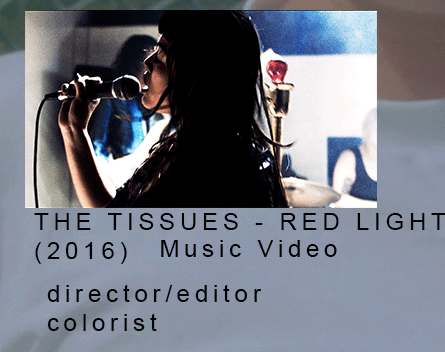 THE TISSUES - RED LIGHT
(2016) Music Video
director/editor
colorist